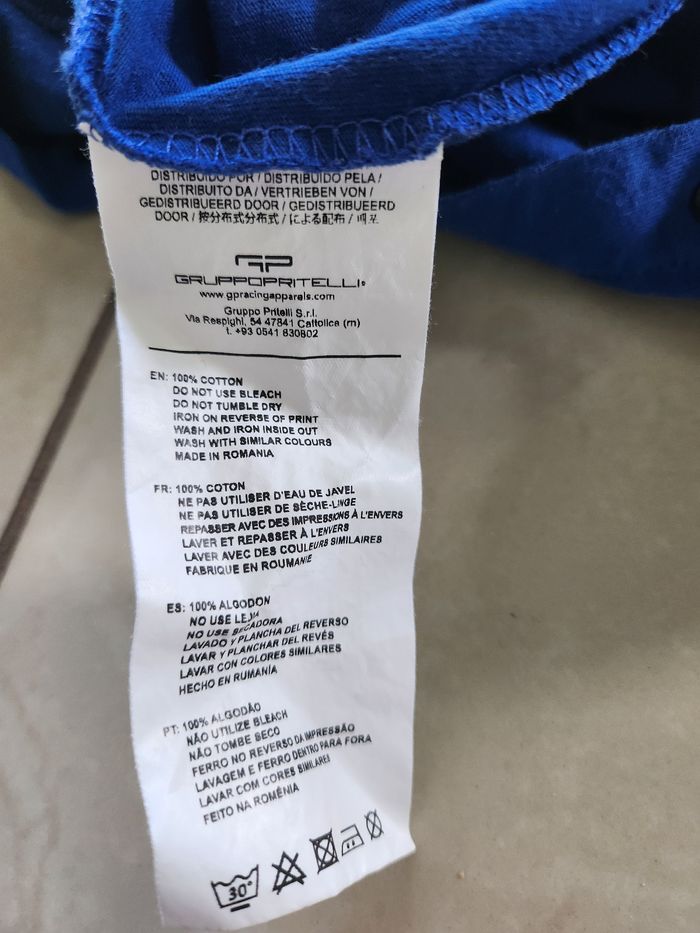 DISTRIBUIDO POR / DISTRIBUÍDO PELA /
DISTRIBUITO DA / VERTRIEBEN VON /
GEDISTRIBUEERD DOOR / GEDISTRIBUEERD
DOOR / 按分布式分布式 / による配布 / 배포
GP
GRUPPOPRITELLI®
www.gpracingapparels.com
Gruppo Pritelli S.r.l.
Via Respighi, 54 47841 Cattolica (rn)
t. +93 0541 830802
EN: 100% COTTON
DO NOT USE BLEACH
DO NOT TUMBLE DRY
IRON ON REVERSE OF PRINT
WASH AND IRON INSIDE OUT
WASH WITH SIMILAR COLOURS
MADE IN ROMANIA
FR: 100% COTON
NE PAS UTILISER D'EAU DE JAVEL
NE PAS UTILISER DE SÈCHE-LINGE
REPASSER AVEC DES IMPRESSIONS À L'ENVERS
LAVER ET REPASSER À L'ENVERS
LAVER AVEC DES COULEURS SIMILAIRES
FABRIQUE EN ROUMANIE
ES: 100% ALGODON
NO USE LEJIA
NO USE SECADORA
LAVADO Y PLANCHA DEL REVERSO
LAVAR Y PLANCHAR DEL REVÉS
LAVAR CON COLORES SIMILARES
HECHO EN RUMANIA
PT: 100% ALGODÃO
NÃO UTILIZE BLEACH
NÃO TOMBE SECO
FERRO NO REVERSO DA IMPRESSÃO
LAVAGEM E FERRO DENTRO PARA FORA
LAVAR COM CORES SIMILARES
FEITO NA ROMÊNIA
30°